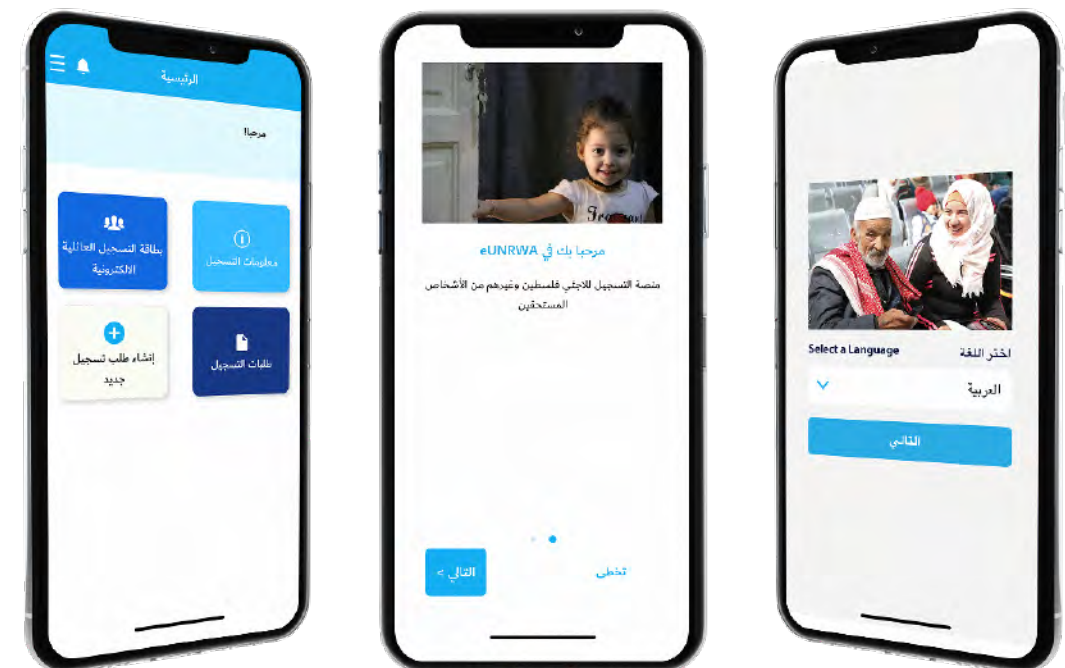 الرئيسية
مرحبا!
معلومات التسجيل
بطاقة التسجيل العائلية
الالكترونية
طلبات التسجيل
إنشاء طلب تسجيل
جديد
مرحبا بك في eUNRWA
منصة التسجيل للاجئي فلسطين وغيرهم من الأشخاص
المستحقين
تخطى
التالي >
اختر اللغة
Select a Language
العربية
التالي